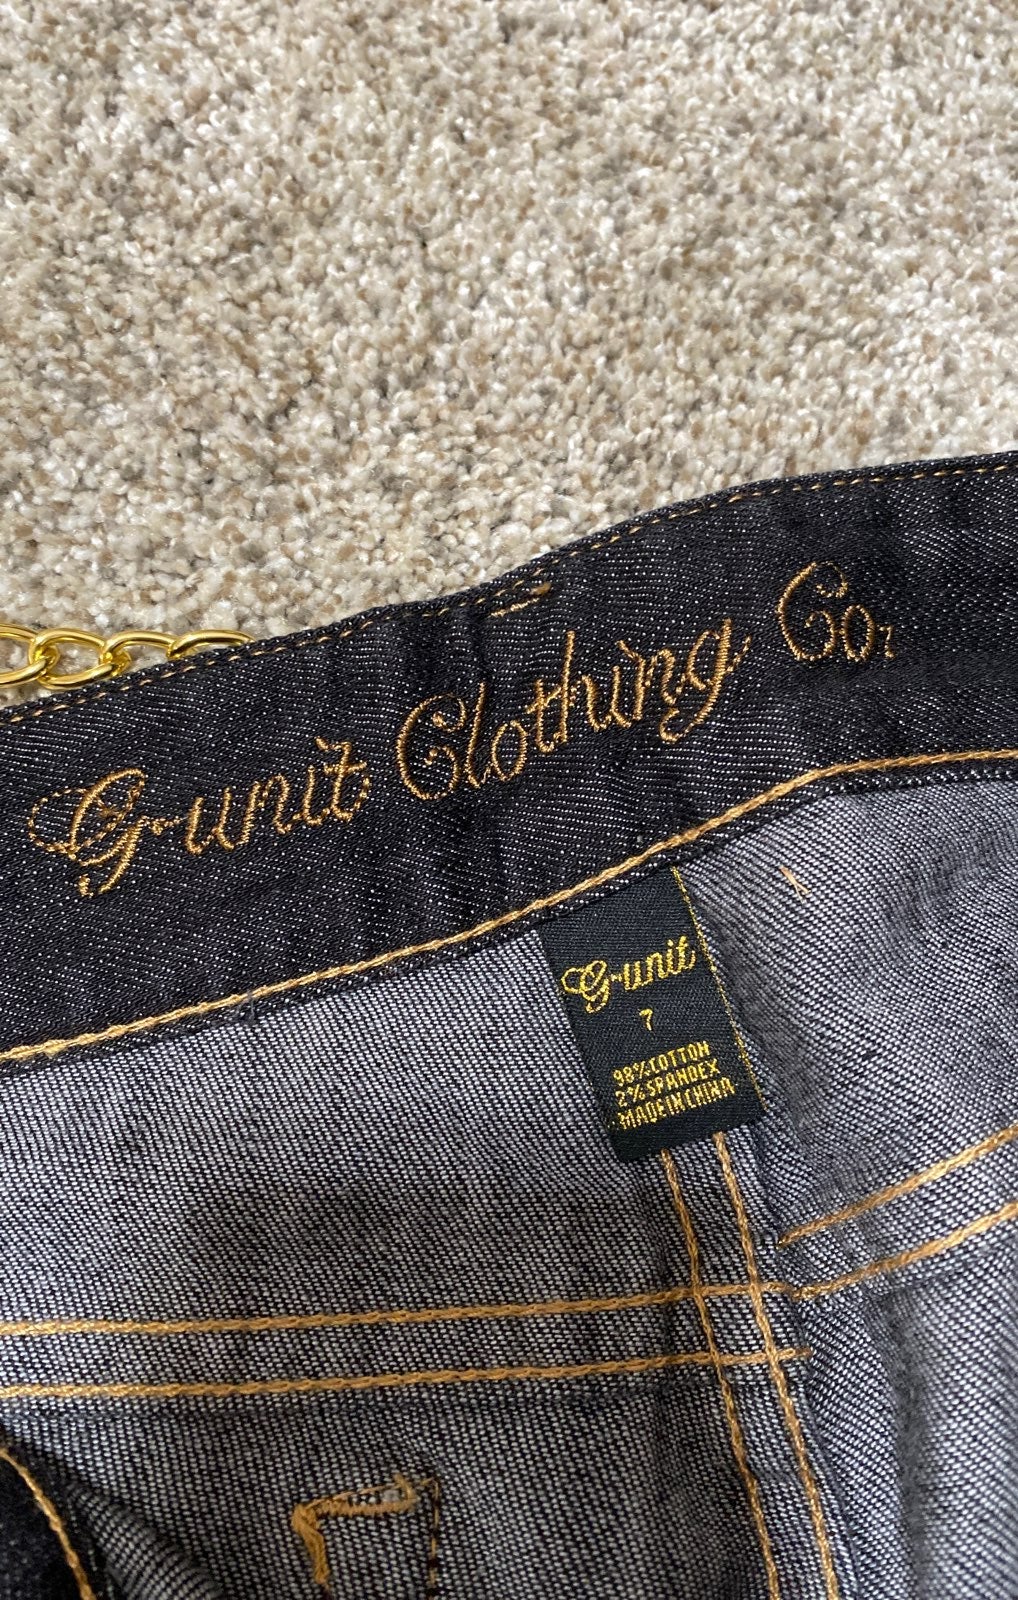 G-unit Clothing Co.
G-unit
7
98% COTTON
2% SPANDEX
MADE IN CHINA